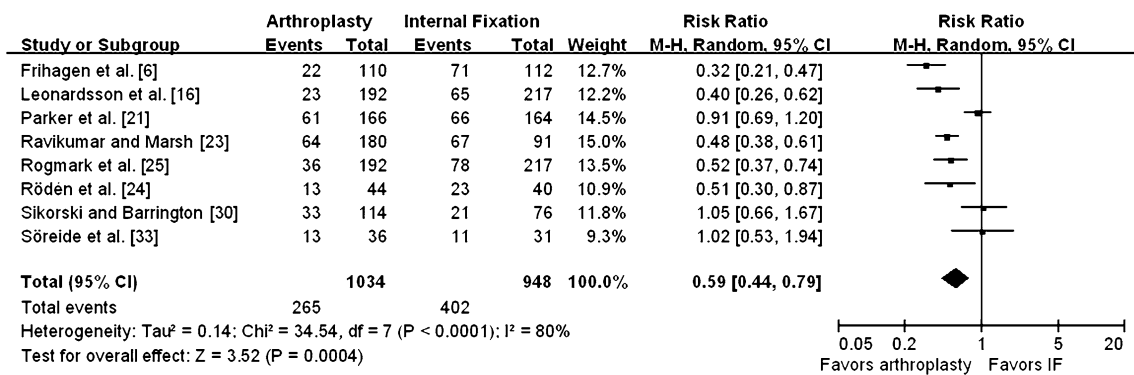 Arthroplasty Internal Fixation Risk Ratio Risk Ratio
Study or Subgroup Events Total Events Total Weight M-H, Random, 95% CI M-H, Random, 95% CI
Frihagen et al. [6] 22 110 71 112 12.7% 0.32 [0.21, 0.47]
Leonardsson et al. [16] 23 192 65 217 12.2% 0.40 [0.26, 0.62]
Parker et al. [21] 61 166 66 164 14.5% 0.91 [0.69, 1.20]
Ravikumar and Marsh [23] 64 180 67 91 15.0% 0.48 [0.38, 0.61]
Rogmark et al. [25] 36 192 78 217 13.5% 0.52 [0.37, 0.74]
Rödén et al. [24] 13 44 23 40 10.9% 0.51 [0.30, 0.87]
Sikorski and Barrington [30] 33 114 21 76 11.8% 1.05 [0.66, 1.67]
Söreide et al. [33] 13 36 11 31 9.3% 1.02 [0.53, 1.94]
Total (95% CI) 1034 948 100.0% 0.59 [0.44, 0.79]
Total events 265 402
Heterogeneity: Tau² = 0.14; Chi² = 34.54, df = 7 (P < 0.0001); I² = 80%
Test for overall effect: Z = 3.52 (P = 0.0004)
0.05 0.2 1 5 20
Favors arthroplasty Favors IF